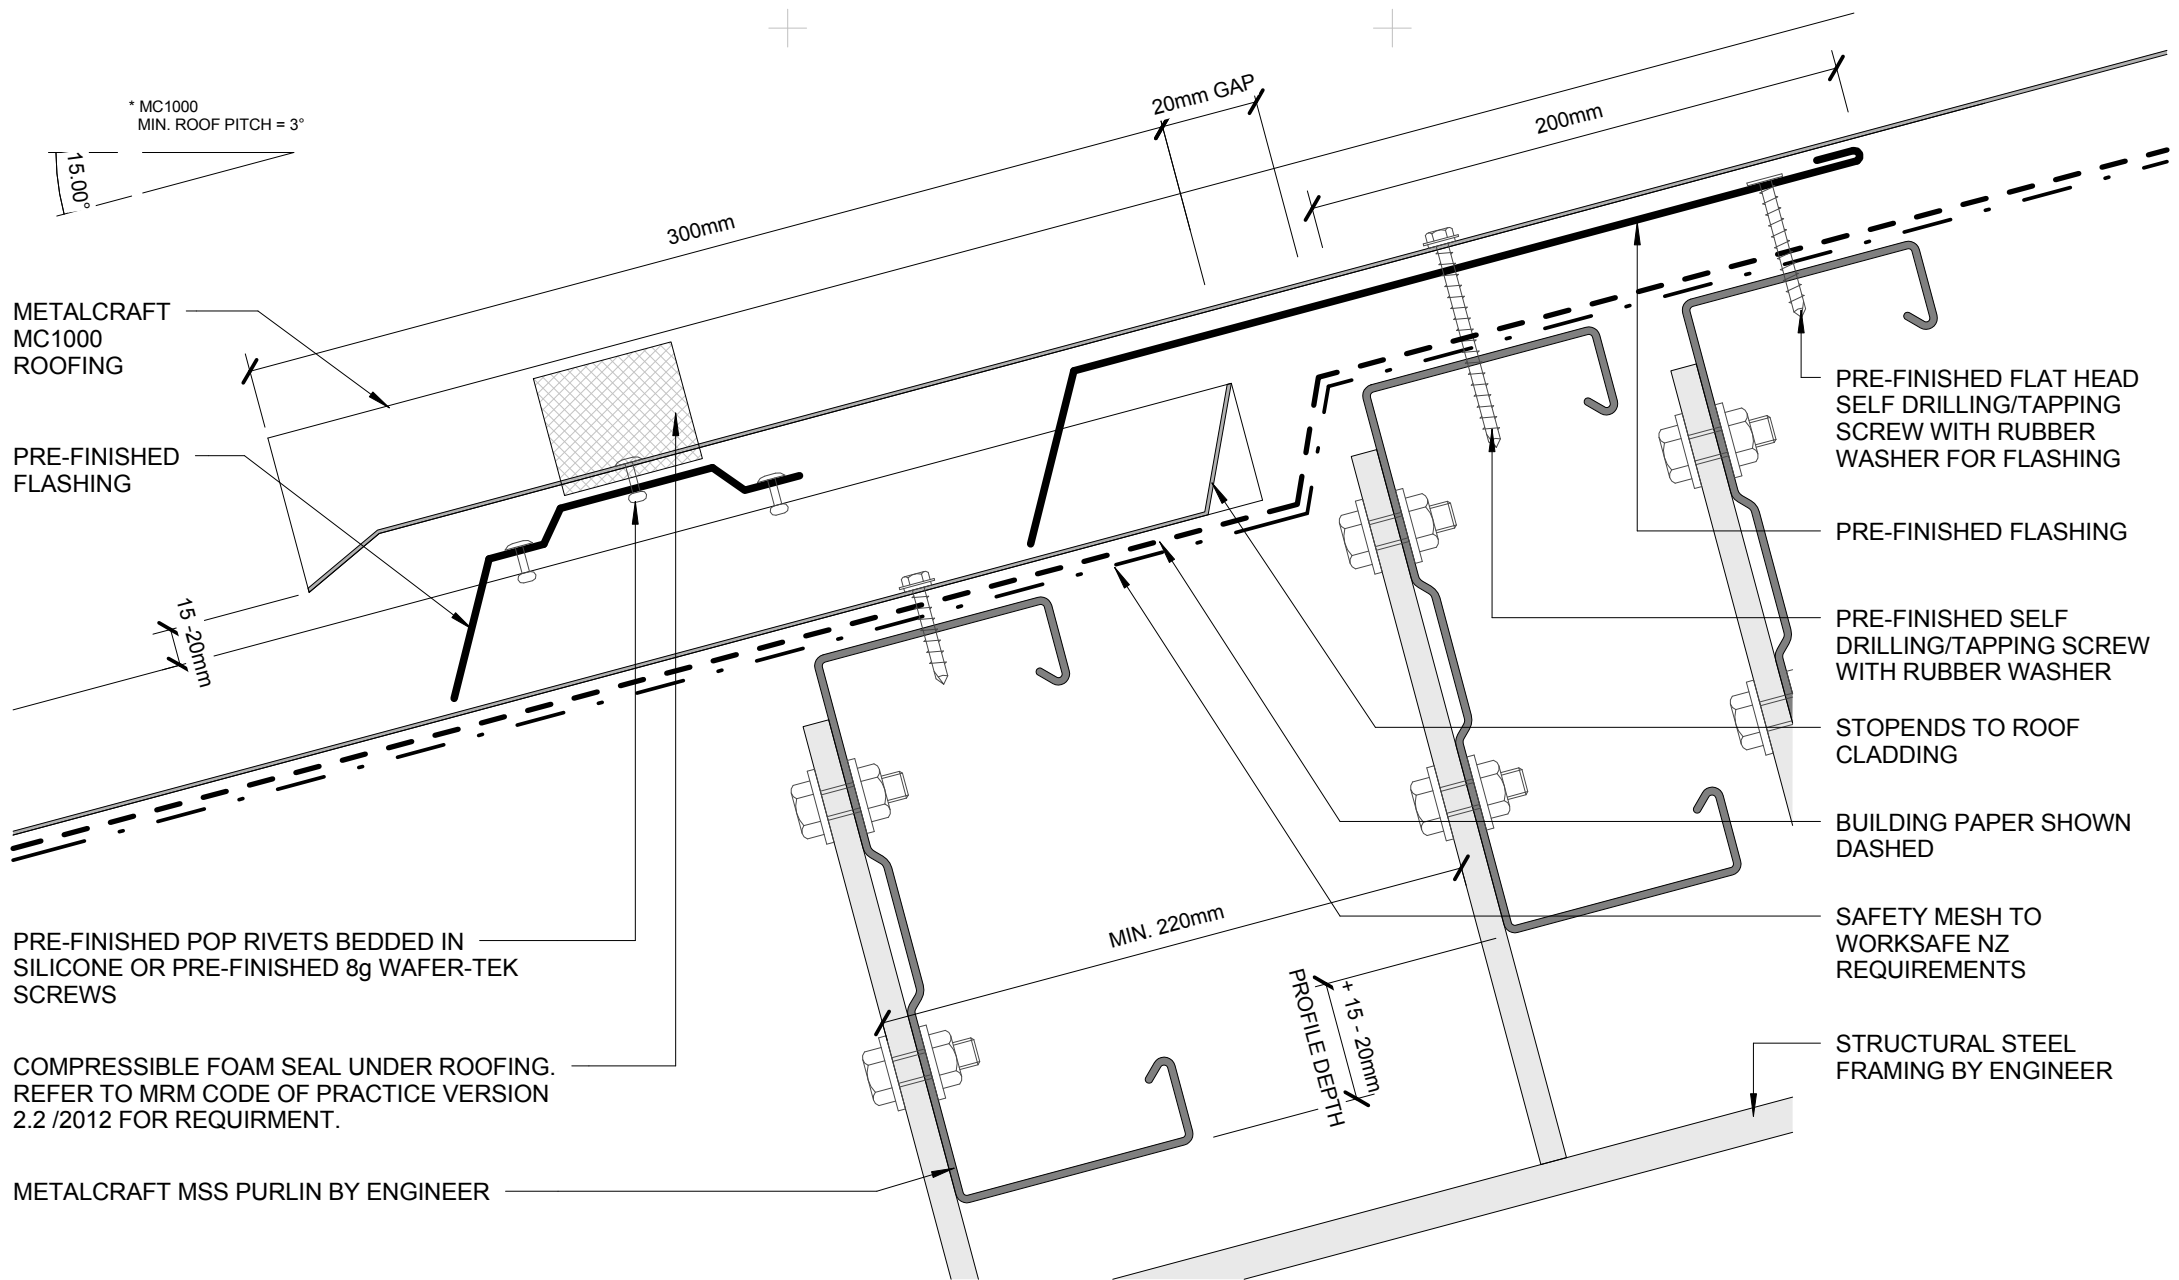 * MC1000
MIN. ROOF PITCH = 3°
15.00°
20mm GAP
200mm
300mm
METALCRAFT
MC1000
ROOFING
PRE-FINISHED
FLASHING
15 -20mm
PRE-FINISHED POP RIVETS BEDDED IN
SILICONE OR PRE-FINISHED 8g WAFER-TEK
SCREWS
COMPRESSIBLE FOAM SEAL UNDER ROOFING.
REFER TO MRM CODE OF PRACTICE VERSION
2.2 /2012 FOR REQUIRMENT.
METALCRAFT MSS PURLIN BY ENGINEER
MIN. 220mm
PROFILE DEPTH
+ 15 - 20mm
PRE-FINISHED FLAT HEAD
SELF DRILLING/TAPPING
SCREW WITH RUBBER
WASHER FOR FLASHING
PRE-FINISHED FLASHING
PRE-FINISHED SELF
DRILLING/TAPPING SCREW
WITH RUBBER WASHER
STOPENDS TO ROOF
CLADDING
BUILDING PAPER SHOWN
DASHED
SAFETY MESH TO
WORKSAFE NZ
REQUIREMENTS
STRUCTURAL STEEL
FRAMING BY ENGINEER